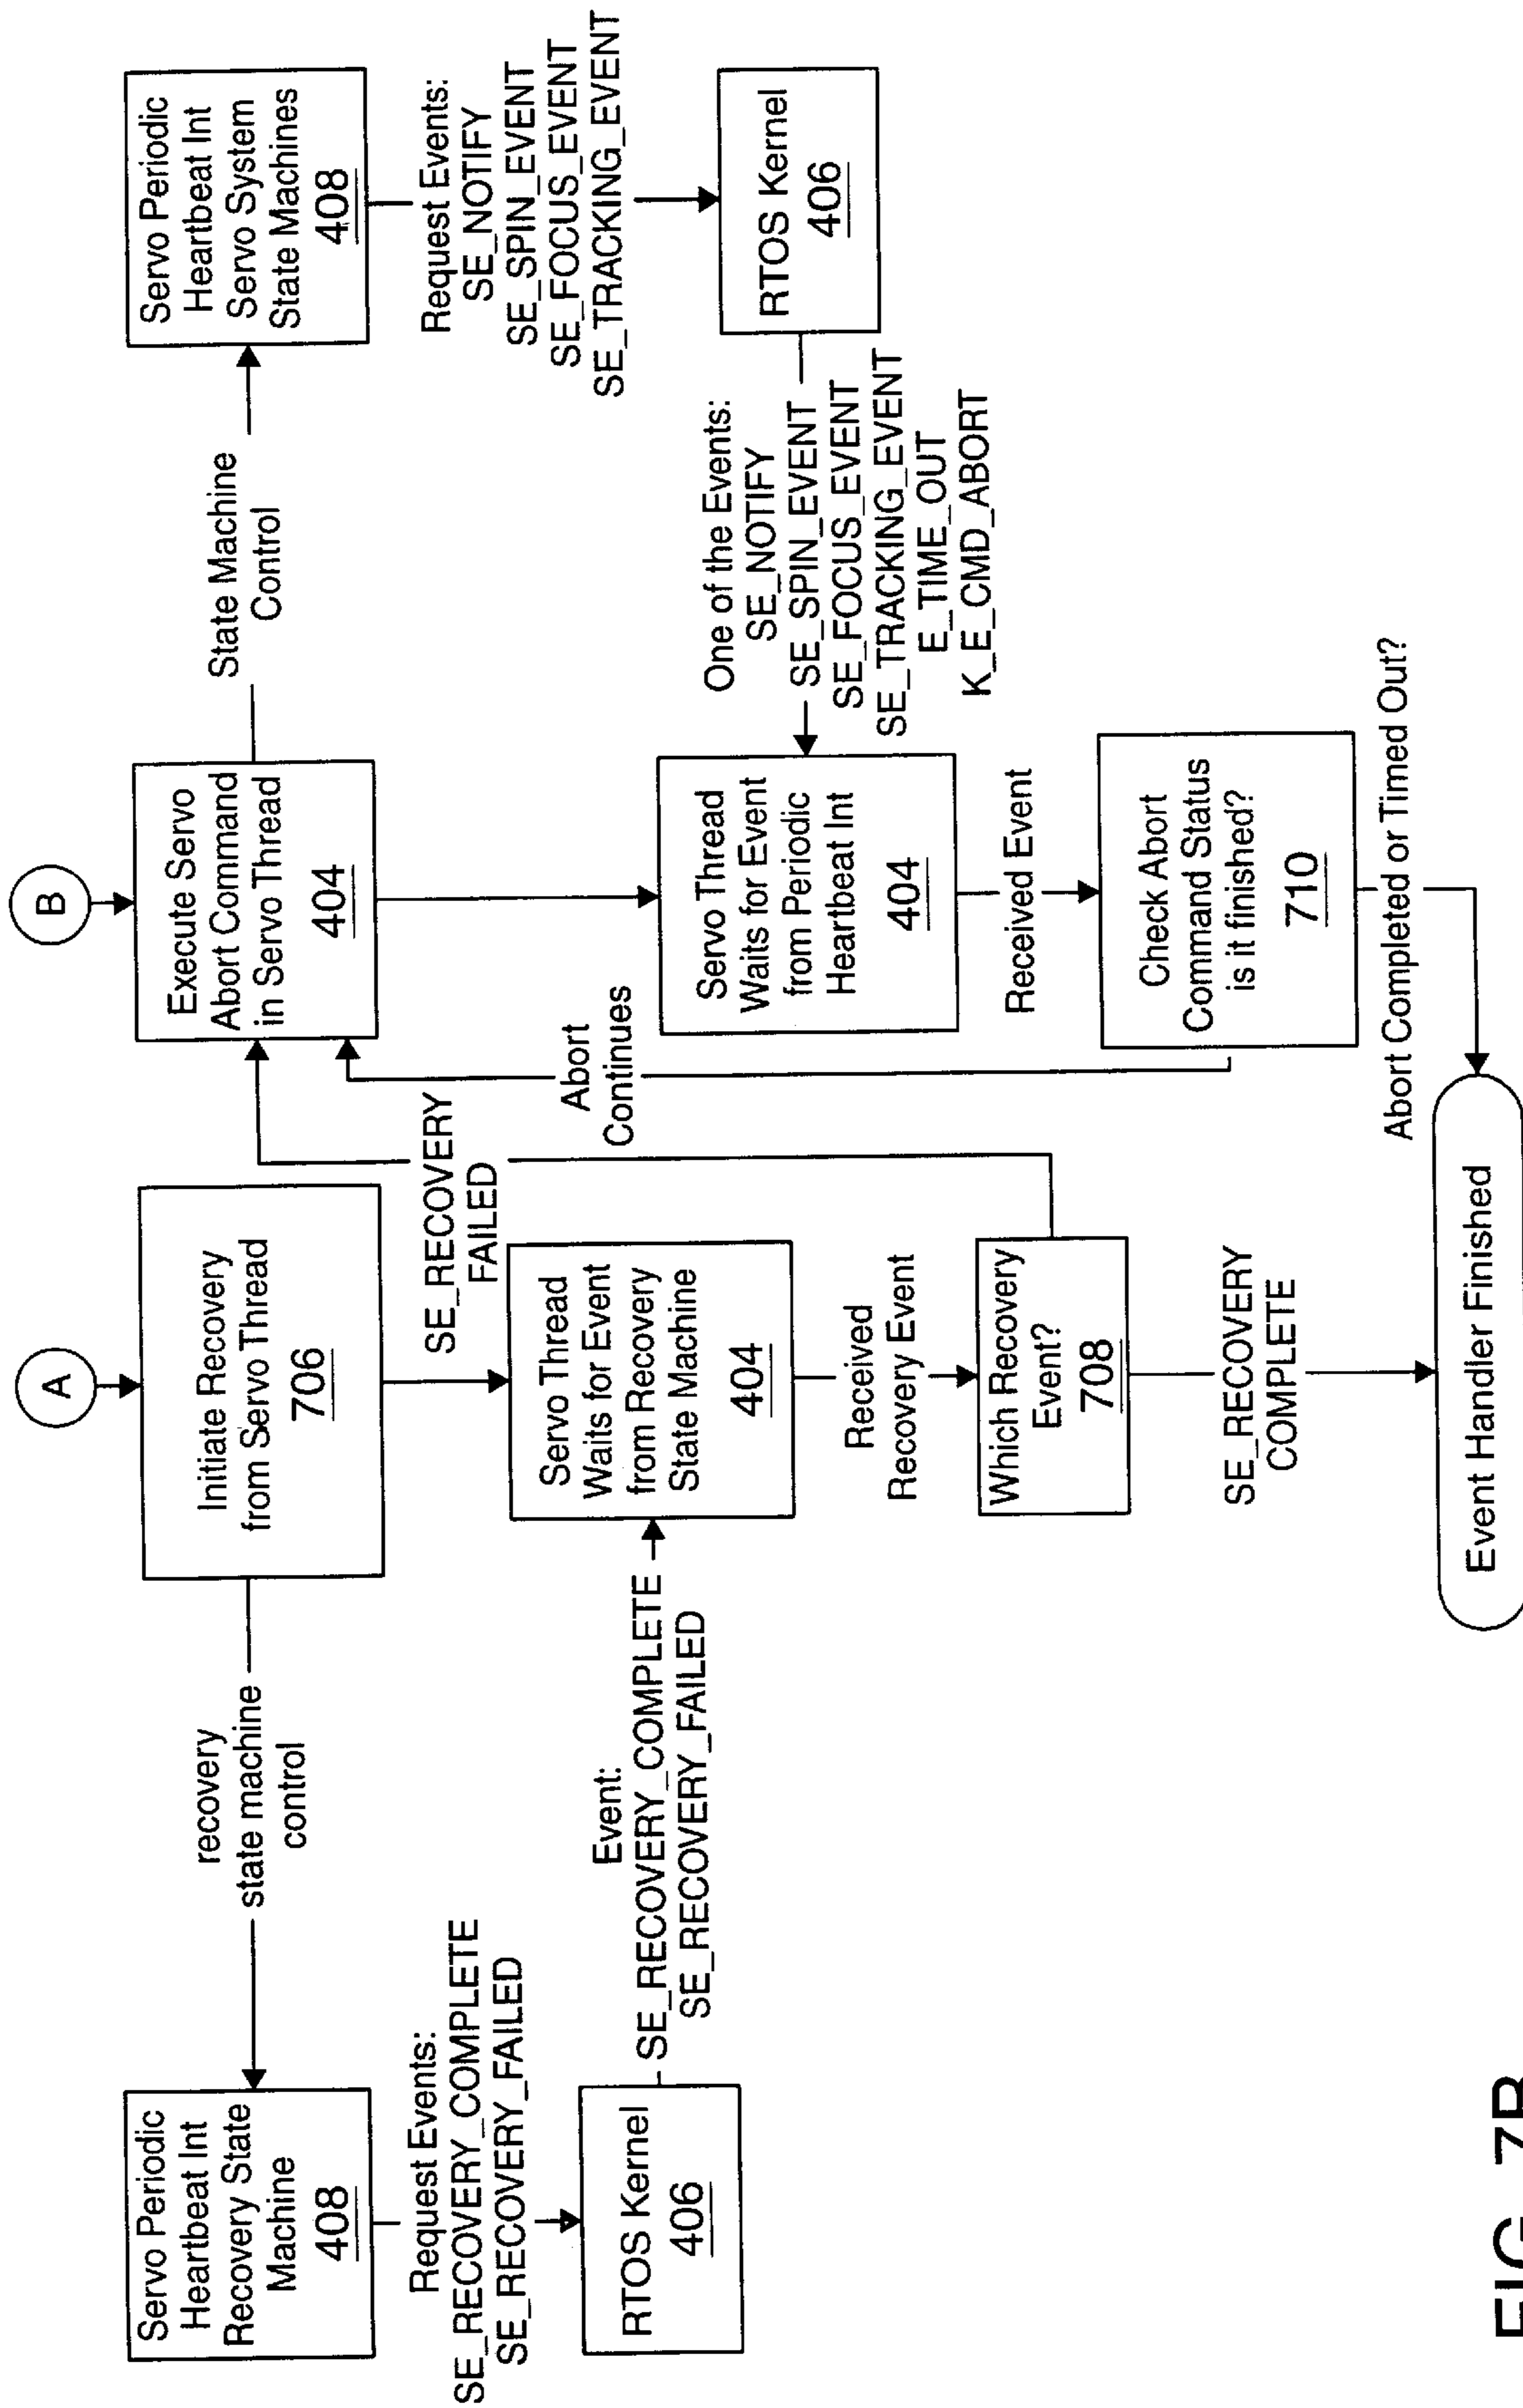 A
B
Servo Periodic
Heartbeat Int
Recovery State
Machine
408
recovery
state machine
control
Initiate Recovery
from Servo Thread
706
Execute Servo
Abort Command
in Servo Thread
404
State Machine
Control
Servo Periodic
Heartbeat Int
Servo System
State Machines
408
Request Events:
SE_RECOVERY_COMPLETE
SE_RECOVERY_FAILED
SE_RECOVERY
FAILED
Abort
Continues
Request Events:
SE_NOTIFY
SE_SPIN_EVENT
SE_FOCUS_EVENT
SE_TRACKING_EVENT
RTOS Kernel
406
Event:
SE_RECOVERY_COMPLETE
SE_RECOVERY_FAILED
Servo Thread
Waits for Event
from Recovery
State Machine
404
Servo Thread
Waits for Event
from Periodic
Heartbeat Int
404
One of the Events:
SE_NOTIFY
SE_SPIN_EVENT
SE_FOCUS_EVENT
SE_TRACKING_EVENT
E_TIME_OUT
K_E_CMD_ABORT
RTOS Kernel
406
Received
Recovery Event
Received Event
Which Recovery
Event?
708
Check Abort
Command Status
is it finished?
710
SE_RECOVERY
COMPLETE
Abort Completed or Timed Out?
Event Handler Finished
FIG. 7B